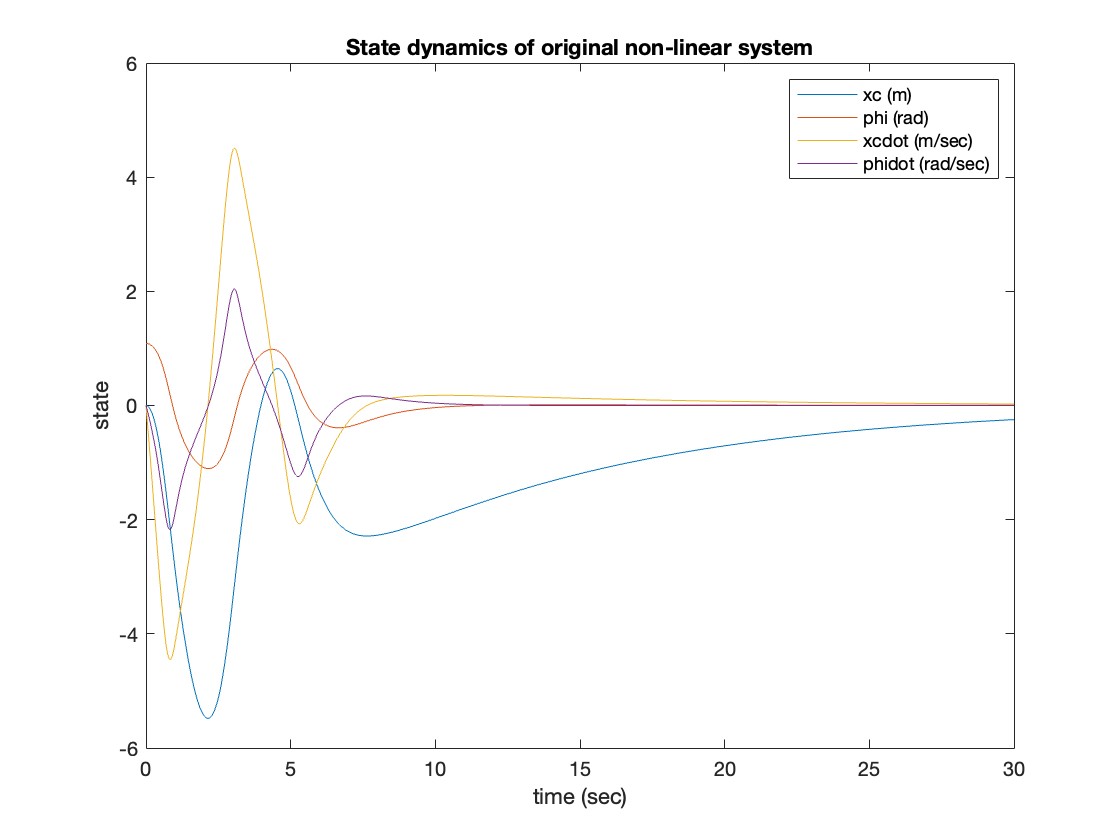 State dynamics of original non-linear system
xc (m)
phi (rad)
xcdot (m/sec)
phidot (rad/sec)
state
6
4
2
0
-2
-4
-6
0 5 10 15 20 25 30
time (sec)